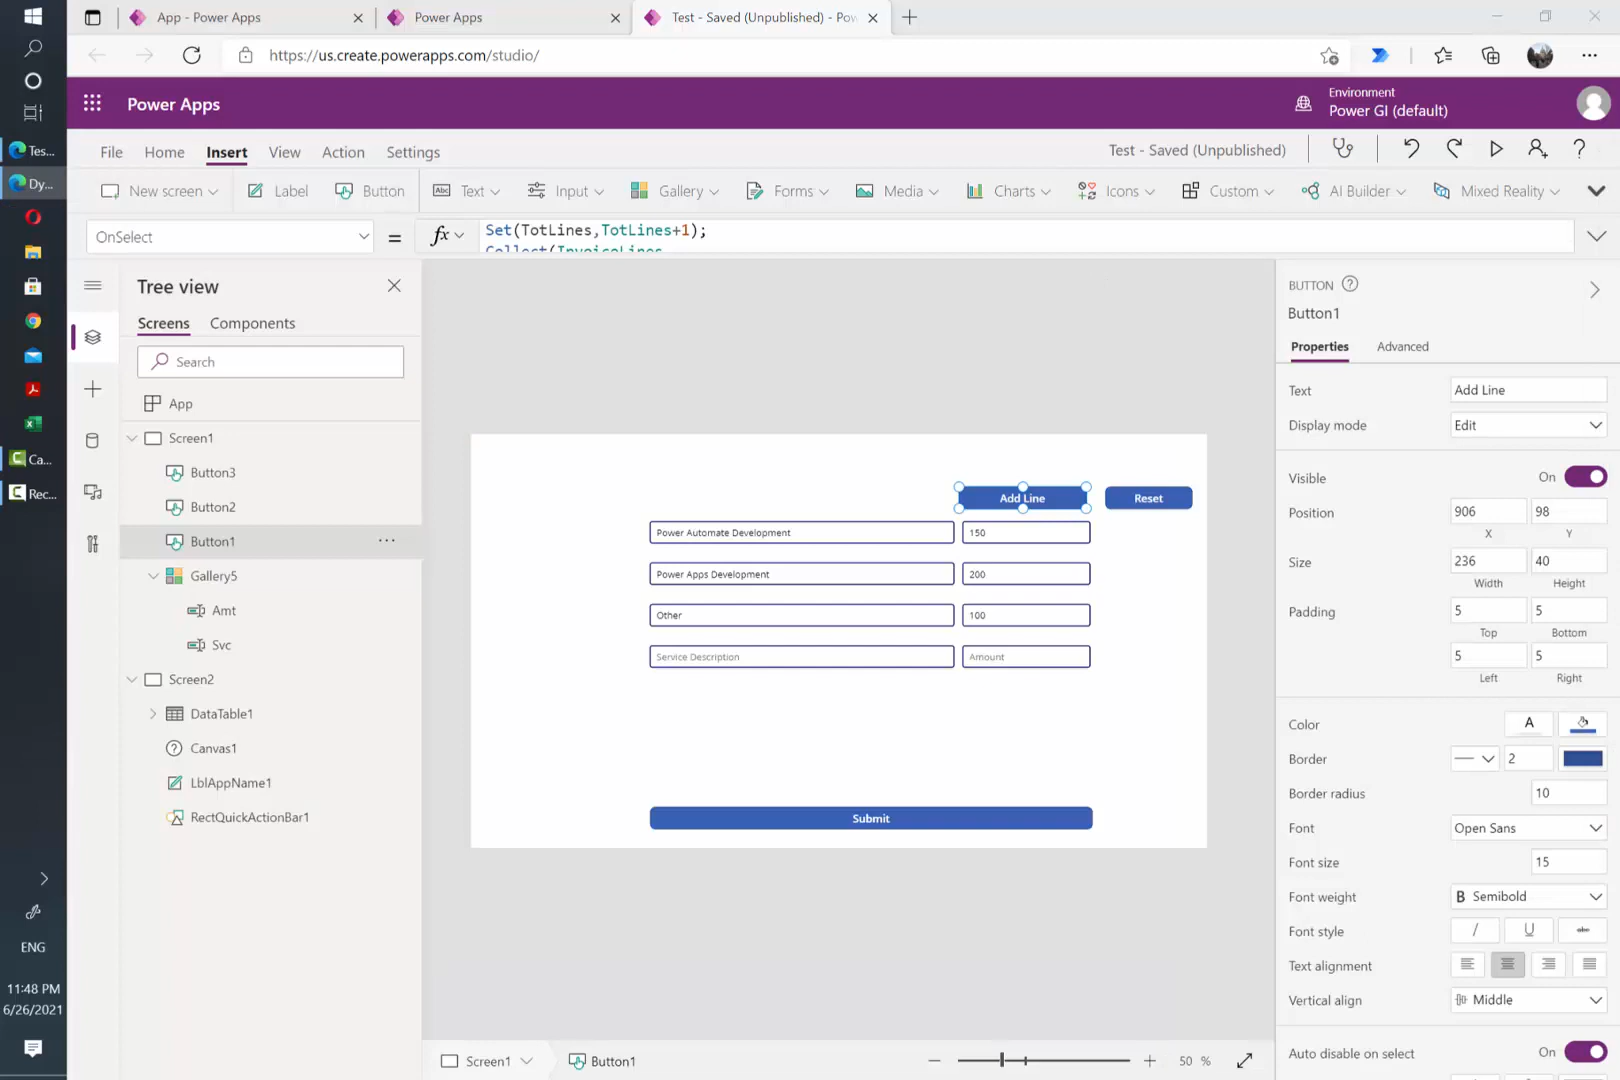 App - Power Apps
Power Apps
Test - Saved (Unpublished) - Pow
https://us.create.powerapps.com/studio/
Power Apps
Environment
Power GI (default)
File
Home
Insert
View
Action
Settings
Test - Saved (Unpublished)
New screen
Label
Button
Abc Text
Input
Gallery
Forms
Media
Charts
Icons
Custom
AI Builder
Mixed Reality
OnSelect
=
fx
Set(TotLines,TotLines+1);
Collect(InvoiceLines
Tes...
Dy...
Ca...
Rec...
ENG
11:48 PM
6/26/2021
Tree view
Screens
Components
Search
App
Screen1
Button3
Button2
Button1
Gallery5
Amt
Svc
Screen2
DataTable1
Canvas1
LblAppName1
RectQuickActionBar1
Add Line
Reset
Power Automate Development
150
Power Apps Development
200
Other
100
Service Description
Amount
Submit
Screen1
Button1
50 %
BUTTON
Button1
Properties
Advanced
Text
Add Line
Display mode
Edit
Visible
On
Position
906
98
X
Y
Size
236
40
Width
Height
Padding
5
5
Top
Bottom
5
5
Left
Right
Color
A
Border
2
Border radius
10
Font
Open Sans
Font size
15
Font weight
B Semibold
Font style
/
U
abc
Text alignment
Vertical align
Middle
Auto disable on select
On